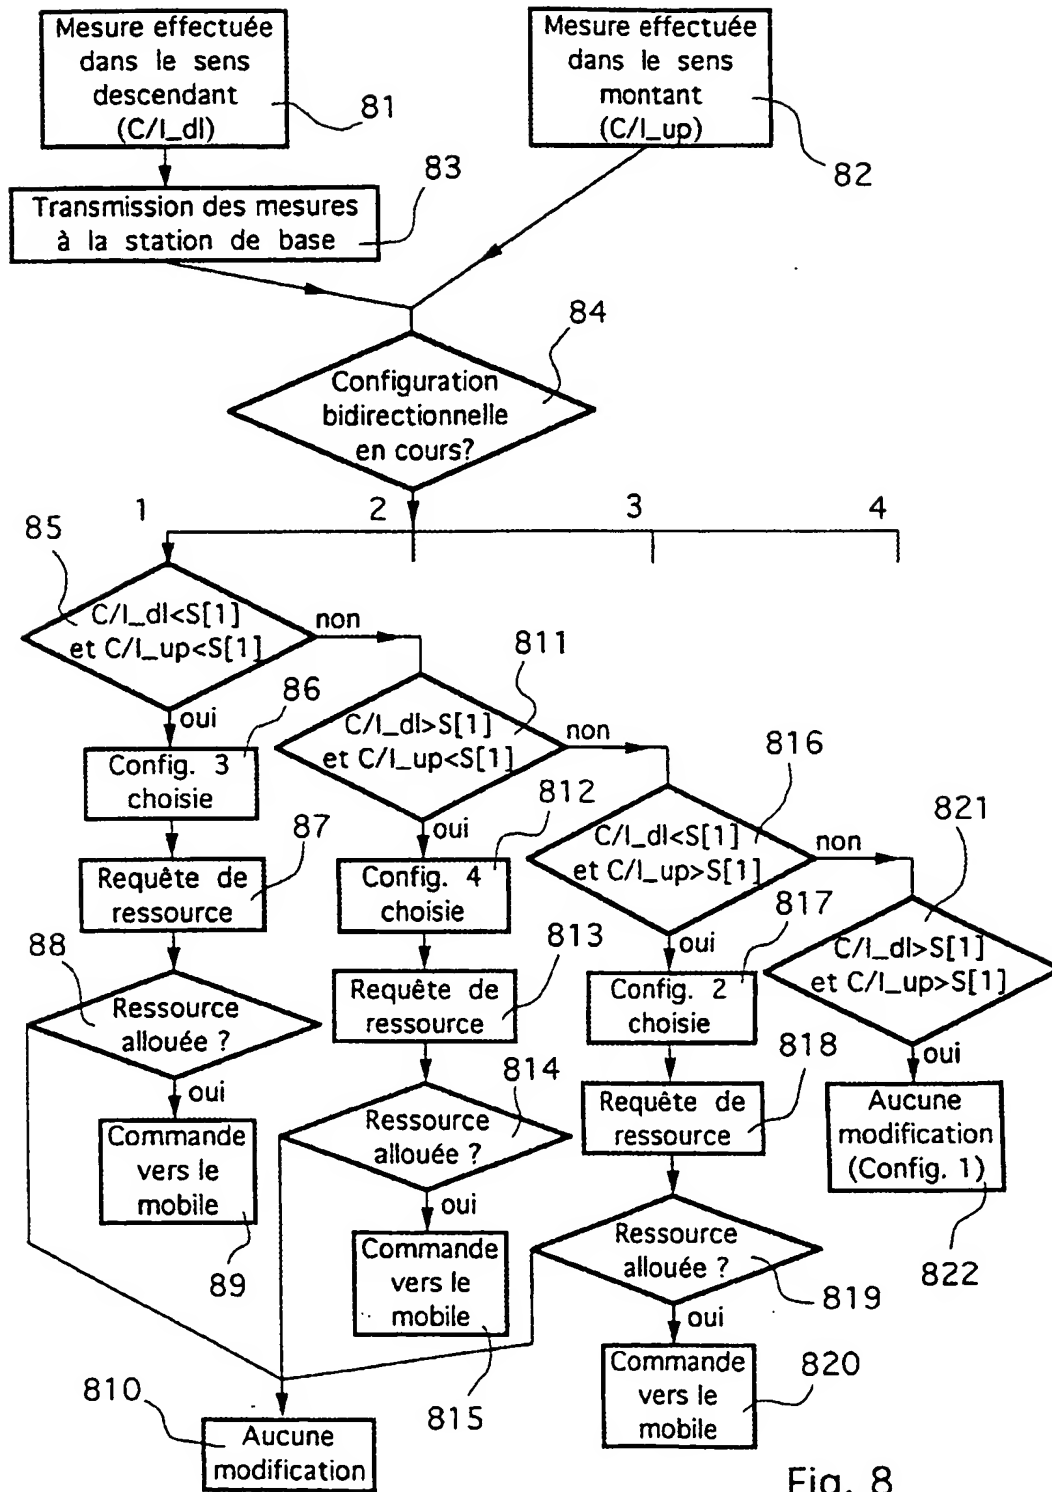 Mesure effectuée
dans le sens
descendant
(C/I_dl)
81
Mesure effectuée
dans le sens
montant
(C/I_up)
82
83
Transmission des mesures
à la station de base
84
Configuration
bidirectionnelle
en cours?
1
2
3
4
85
C/I_dl<S[1]
et C/I_up<S[1]
non
oui
811
C/I_dl>S[1]
et C/I_up<S[1]
non
oui
816
C/I_dl<S[1]
et C/I_up>S[1]
non
oui
821
C/I_dl>S[1]
et C/I_up>S[1]
oui
86
Config. 3
choisie
812
Config. 4
choisie
817
Config. 2
choisie
87
Requête de
ressource
813
Requête de
ressource
818
Requête de
ressource
Aucune
modification
(Config. 1)
822
88
Ressource
allouée ?
oui
814
Ressource
allouée ?
oui
Ressource
allouée ?
819
oui
Commande
vers le
mobile
89
Commande
vers le
mobile
815
Commande
vers le
mobile
820
810
Aucune
modification
Fig. 8